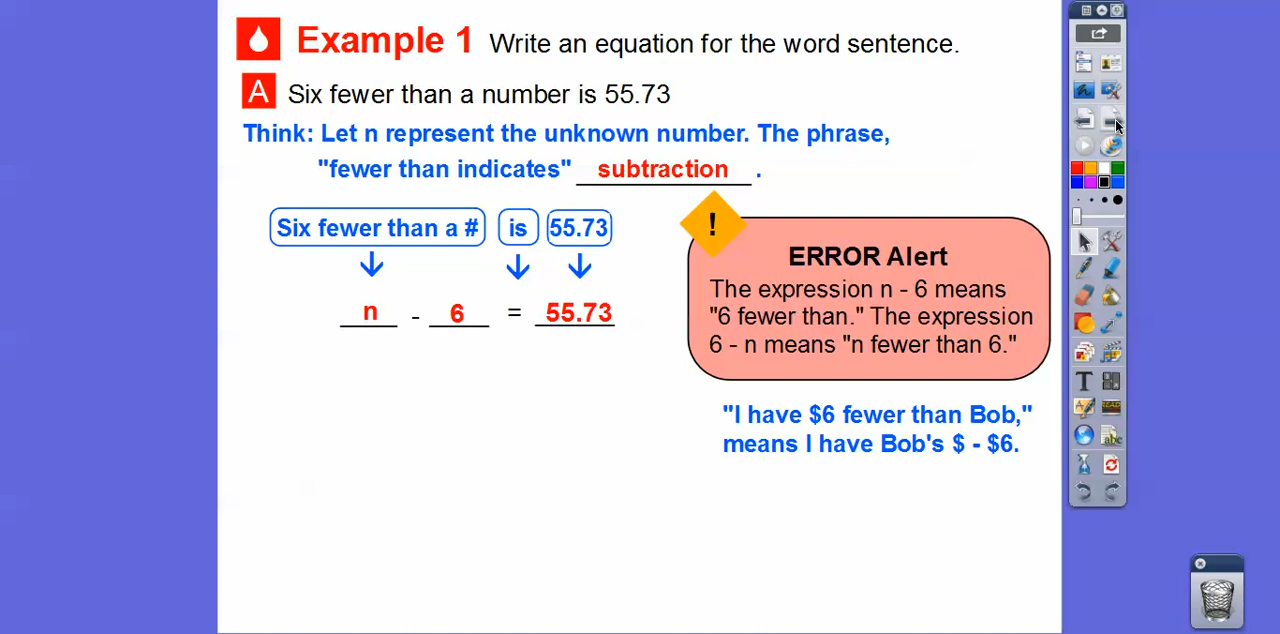 Example 1 Write an equation for the word sentence.
A Six fewer than a number is 55.73
Think: Let n represent the unknown number. The phrase,
"fewer than indicates" subtraction .
Six fewer than a # is 55.73
n - 6 = 55.73
!
ERROR Alert
The expression n - 6 means
"6 fewer than." The expression
6 - n means "n fewer than 6."
"I have $6 fewer than Bob,"
means I have Bob's $ - $6.